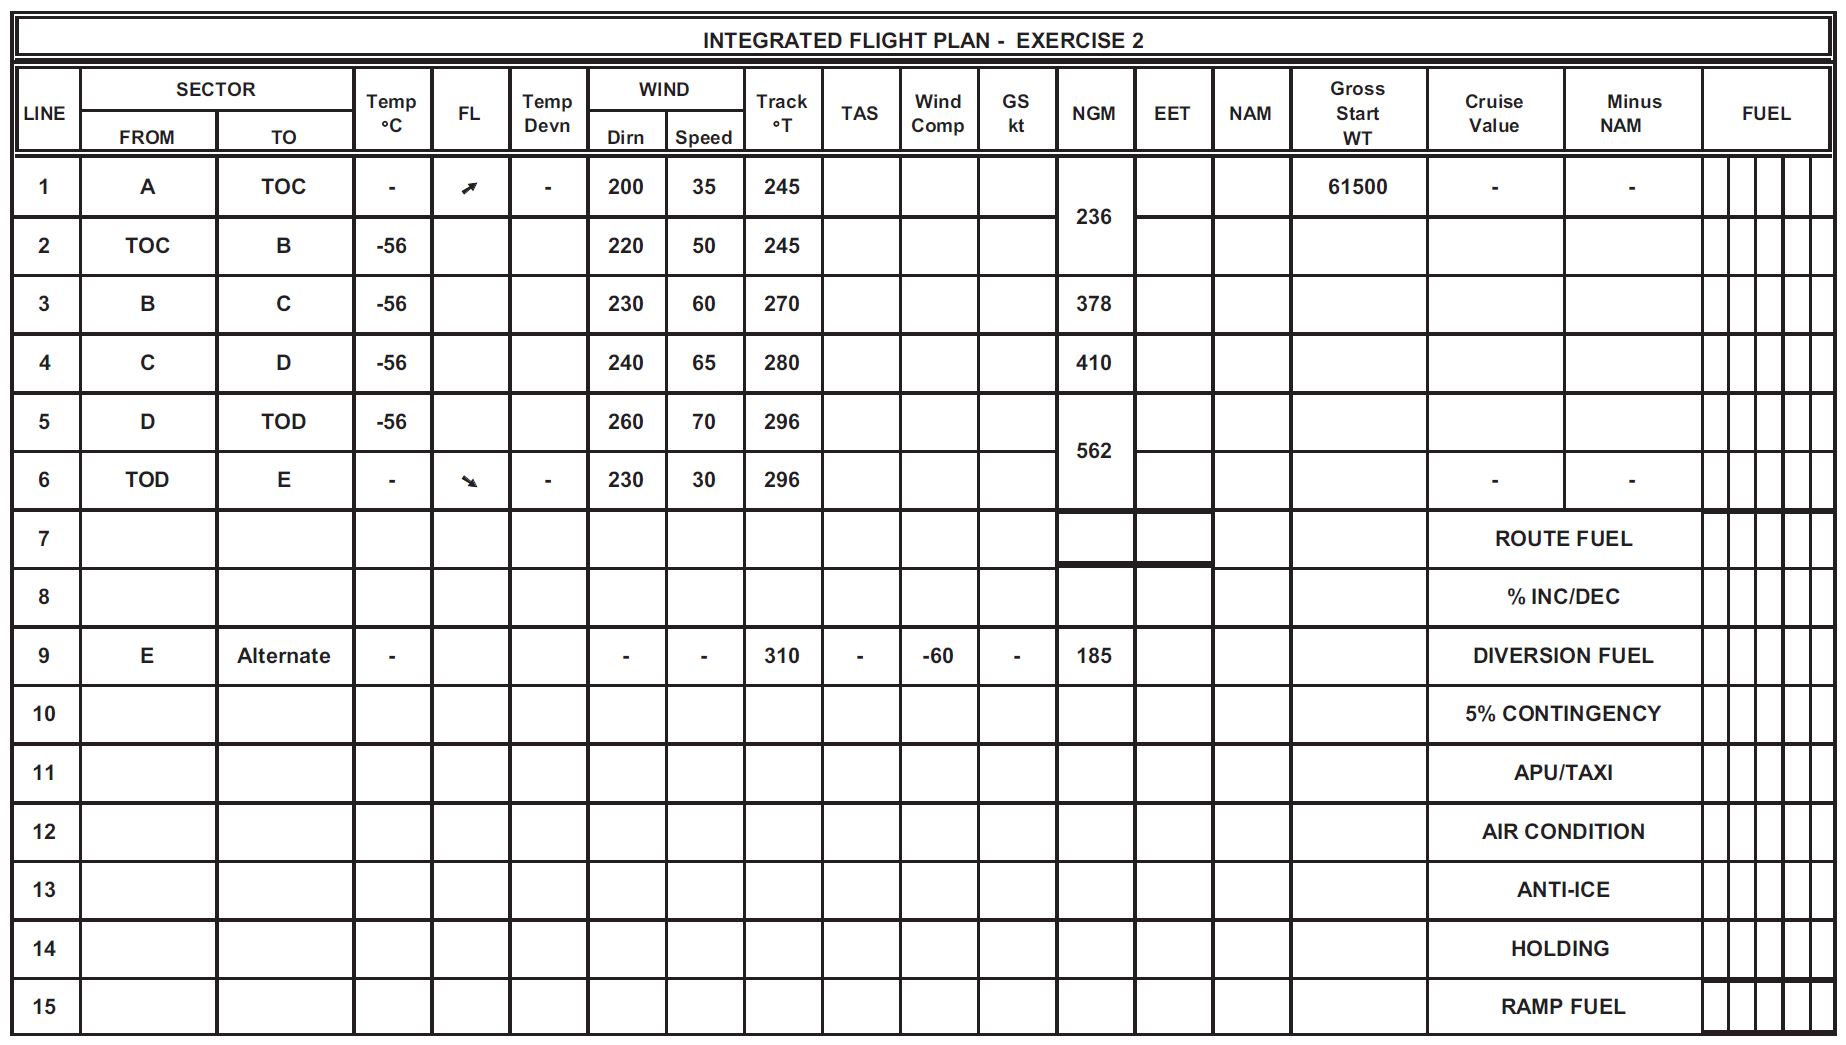 INTEGRATED FLIGHT PLAN - EXERCISE 2
LINE SECTOR FROM TO Temp °C FL Temp Devn WIND Dirn Speed Track °T TAS Wind Comp GS kt NGM EET NAM Gross Start WT Cruise Value Minus NAM FUEL
1 A TOC - ➚ - 200 35 245 236 61500 - -
2 TOC B -56 220 50 245
3 B C -56 230 60 270 378
4 C D -56 240 65 280 410
5 D TOD -56 260 70 296 562
6 TOD E - ➘ - 230 30 296 - -
7 ROUTE FUEL
8 % INC/DEC
9 E Alternate - - - 310 - -60 - 185 DIVERSION FUEL
10 5% CONTINGENCY
11 APU/TAXI
12 AIR CONDITION
13 ANTI-ICE
14 HOLDING
15 RAMP FUEL